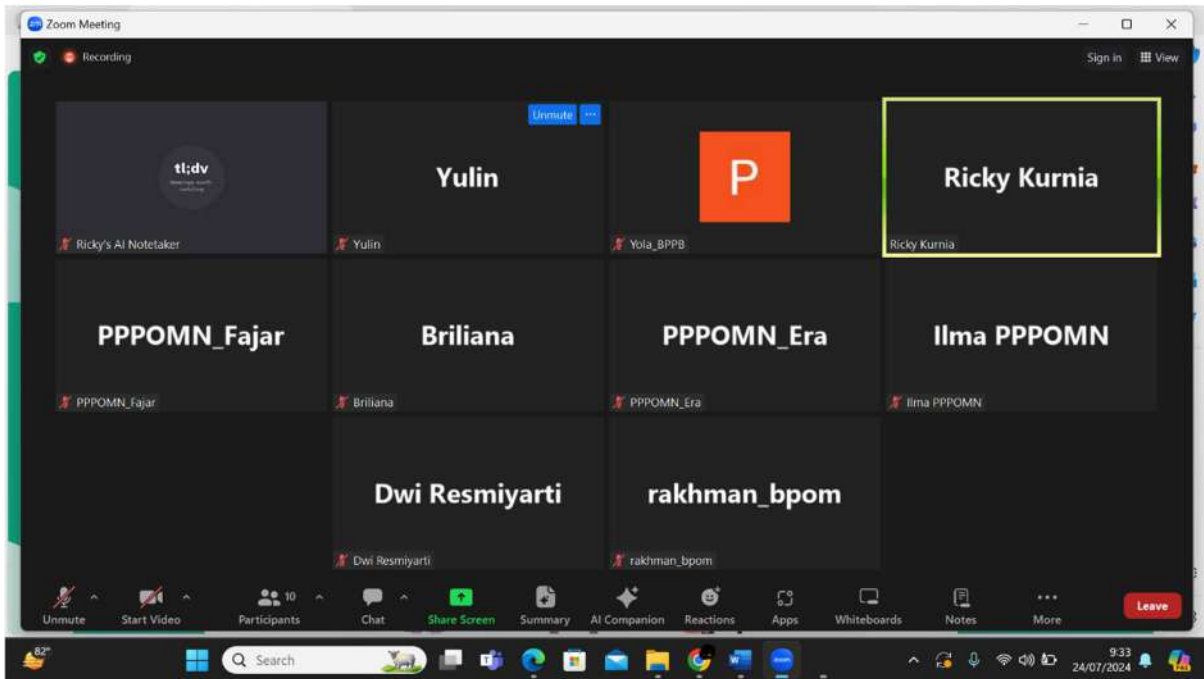 Zoom Meeting
Recording
Sign in
View
tl;dv
Ricky's AI Notetaker
Unmute
Yulin
Yulin
P
Yola_BPPB
Ricky Kurnia
Ricky Kurnia
PPPOMN_Fajar
PPPOMN_Fajar
Briliana
Briliana
PPPOMN_Era
PPPOMN_Era
Ilma PPPOMN
Ilma PPPOMN
Dwi Resmiyarti
Dwi Resmiyarti
rakhman_bpom
rakhman_bpom
Unmute
Start Video
10
Participants
Chat
Share Screen
Summary
AI Companion
Reactions
Apps
Whiteboards
Notes
More
Leave
82°
Search
9:33
24/07/2024